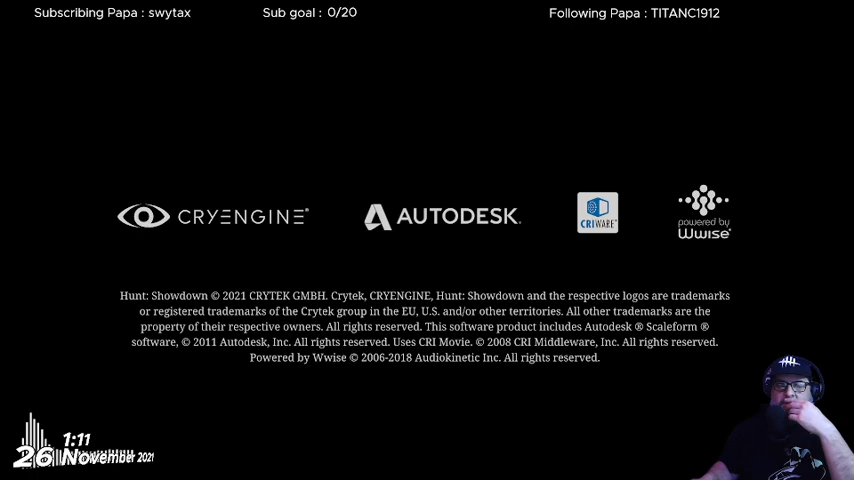 Subscribing Papa : swytax
Sub goal : 0/20
Following Papa : TITANC1912
CRYENGINE®
AUTODESK.
CRIWARE
powered by
Wwise
Hunt: Showdown © 2021 CRYTEK GMBH. Crytek, CRYENGINE, Hunt: Showdown and the respective logos are trademarks
or registered trademarks of the Crytek group in the EU, U.S. and/or other territories. All other trademarks are the
property of their respective owners. All rights reserved. This software product includes Autodesk ® Scaleform ®
software, © 2011 Autodesk, Inc. All rights reserved. Uses CRI Movie. © 2008 CRI Middleware, Inc. All rights reserved.
Powered by Wwise © 2006-2018 Audiokinetic Inc. All rights reserved.
1:11
26 November 2021